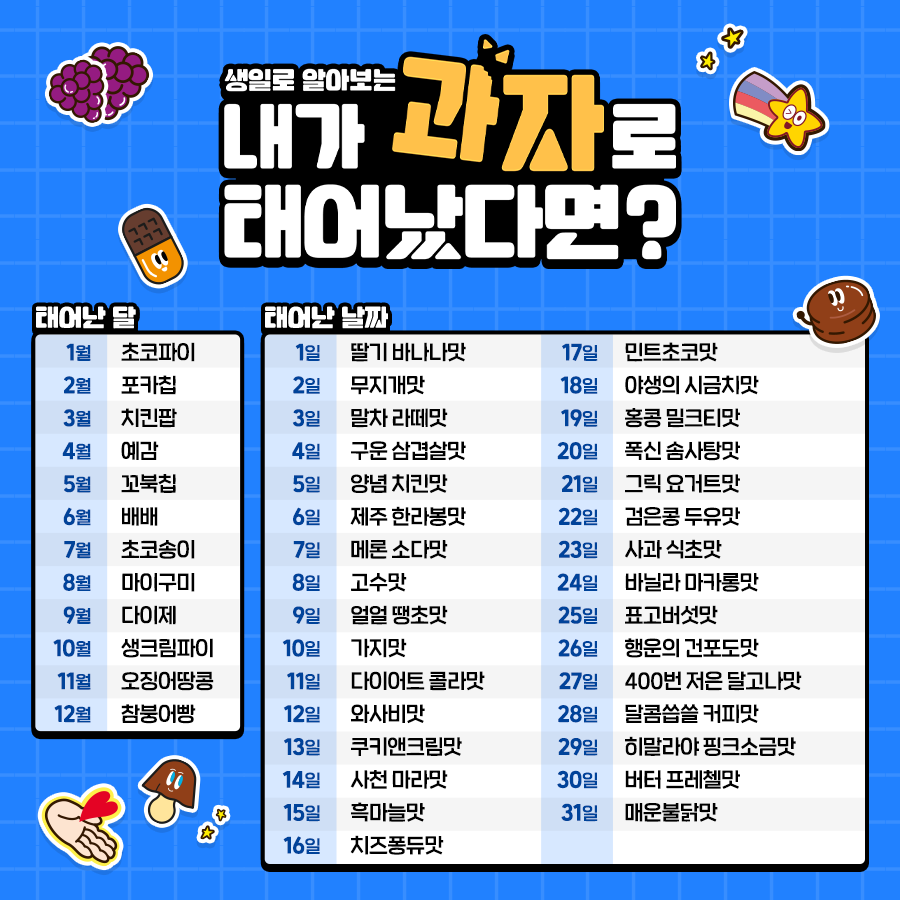 생일로 알아보는
내가 과자로
태어났다면?
태어난 달
1월 초코파이
2월 포카칩
3월 치킨팝
4월 예감
5월 꼬북칩
6월 배배
7월 초코송이
8월 마이구미
9월 다이제
10월 생크림파이
11월 오징어땅콩
12월 참붕어빵
태어난 날짜
1일 딸기 바나나맛
2일 무지개맛
3일 말차 라떼맛
4일 구운 삼겹살맛
5일 양념 치킨맛
6일 제주 한라봉맛
7일 메론 소다맛
8일 고수맛
9일 얼얼 땡초맛
10일 가지맛
11일 다이어트 콜라맛
12일 와사비맛
13일 쿠키앤크림맛
14일 사천 마라맛
15일 흑마늘맛
16일 치즈퐁듀맛
17일 민트초코맛
18일 야생의 시금치맛
19일 홍콩 밀크티맛
20일 폭신 솜사탕맛
21일 그릭 요거트맛
22일 검은콩 두유맛
23일 사과 식초맛
24일 바닐라 마카롱맛
25일 표고버섯맛
26일 행운의 건포도맛
27일 400번 저은 달고나맛
28일 달콤씁쓸 커피맛
29일 히말라야 핑크소금맛
30일 버터 프레첼맛
31일 매운불닭맛